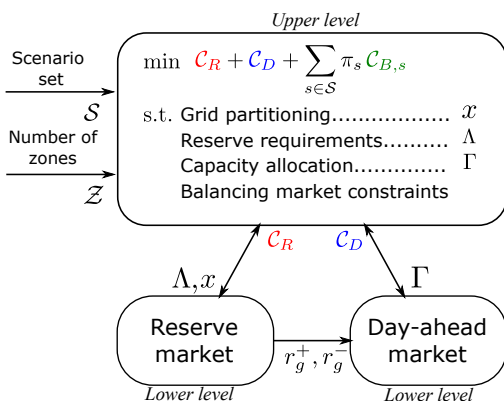 Upper level
Scenario set
𝒮
Number of zones
𝒵
min 𝒞_R + 𝒞_D + ∑_{s∈𝒮} π_s 𝒞_{B,s}
s.t. Grid partitioning.................. x
Reserve requirements.......... Λ
Capacity allocation............... Γ
Balancing market constraints
𝒞_R 𝒞_D
Λ, x Γ
Reserve market
r_g^+, r_g^-
Day-ahead market
Lower level
Lower level